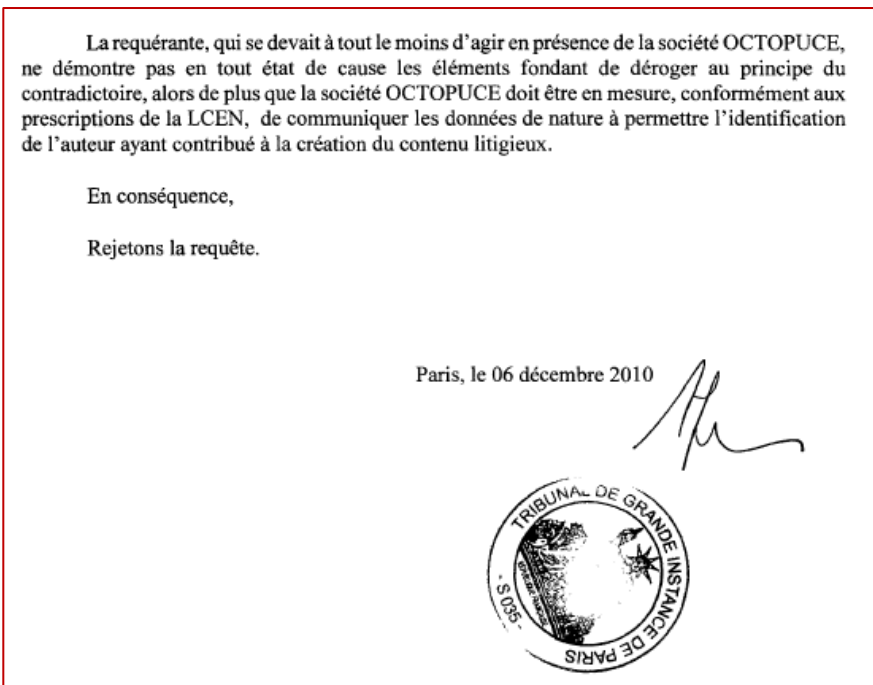 La requérante, qui se devait à tout le moins d'agir en présence de la société OCTOPUCE,
ne démontre pas en tout état de cause les éléments fondant de déroger au principe du
contradictoire, alors de plus que la société OCTOPUCE doit être en mesure, conformément aux
prescriptions de la LCEN, de communiquer les données de nature à permettre l'identification
de l'auteur ayant contribué à la création du contenu litigieux.
En conséquence,
Rejetons la requête.
Paris, le 06 décembre 2010
TRIBUNAL DE GRANDE INSTANCE DE PARIS
- S 035 -